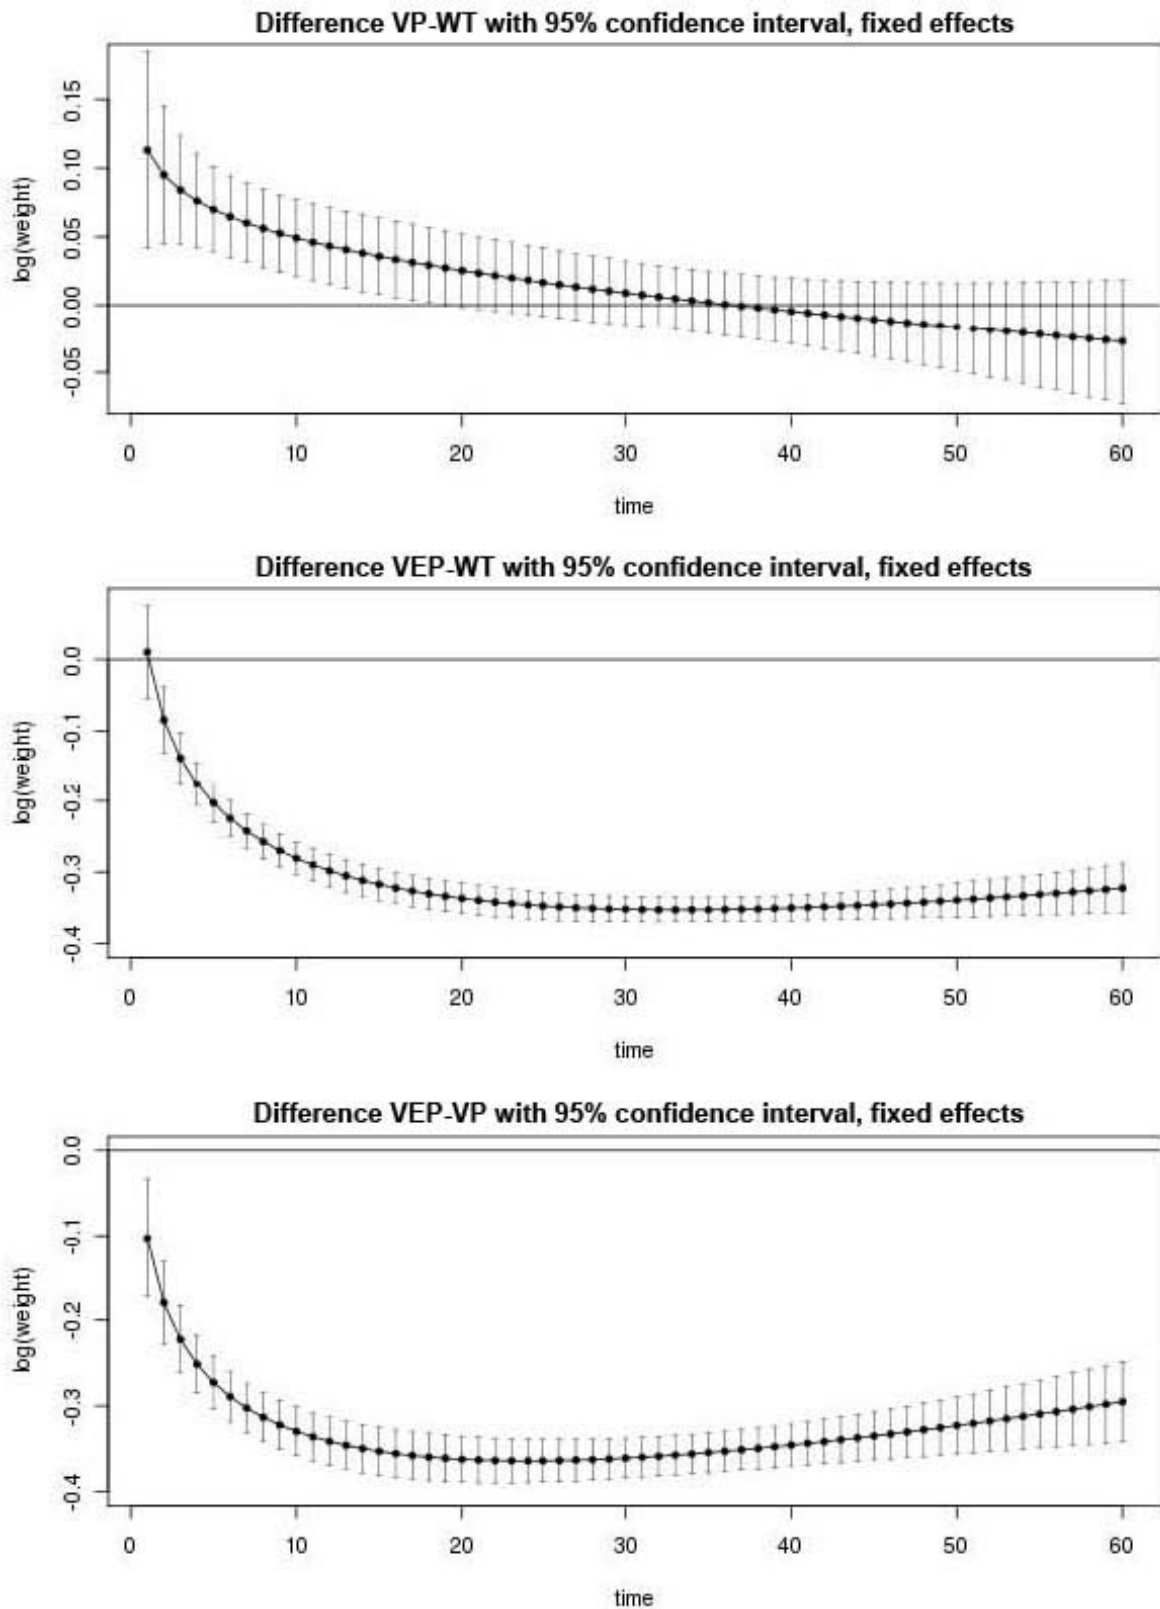 Difference VP-WT with 95% confidence interval, fixed effects
0.15
0.10
0.05
0.00
-0.05
log(weight)
0 10 20 30 40 50 60
time
Difference VEP-WT with 95% confidence interval, fixed effects
0.0
-0.1
-0.2
-0.3
-0.4
log(weight)
0 10 20 30 40 50 60
time
Difference VEP-VP with 95% confidence interval, fixed effects
0.0
-0.1
-0.2
-0.3
-0.4
log(weight)
0 10 20 30 40 50 60
time